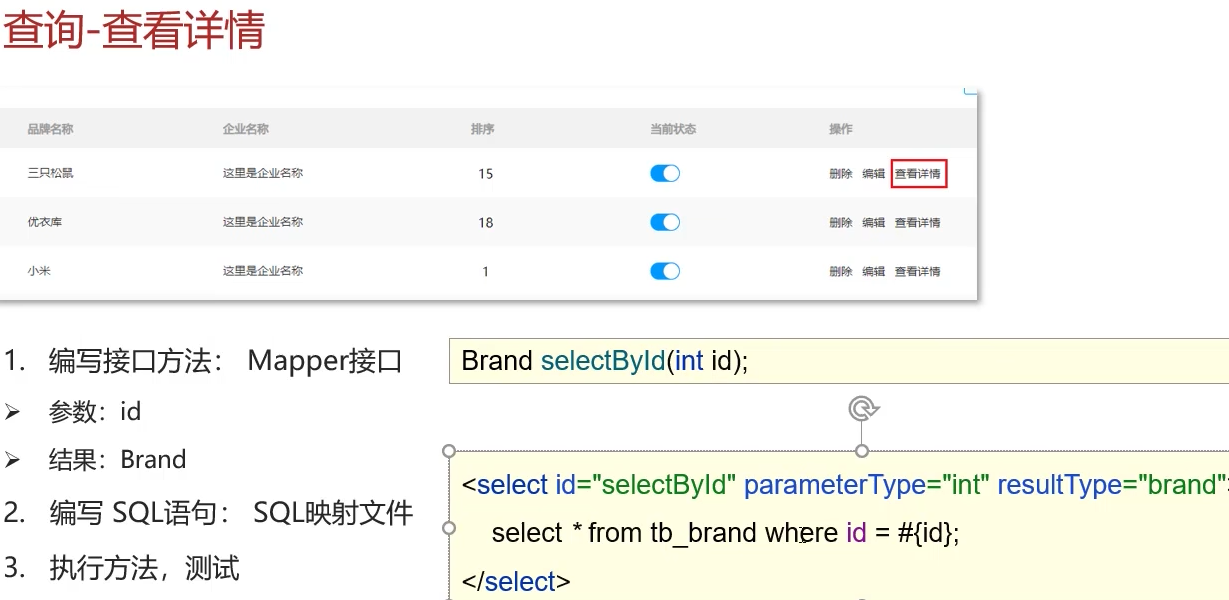 查询-查看详情
品牌名称 企业名称 排序 当前状态 操作
三只松鼠 这里是企业名称 15 删除 编辑 查看详情
优衣库 这里是企业名称 18 删除 编辑 查看详情
小米 这里是企业名称 1 删除 编辑 查看详情
1. 编写接口方法： Mapper接口
➢ 参数：id
➢ 结果：Brand
2. 编写 SQL语句： SQL映射文件
3. 执行方法，测试
Brand selectById(int id);
<select id="selectById" parameterType="int" resultType="brand">
select * from tb_brand where id = #{id};
</select>